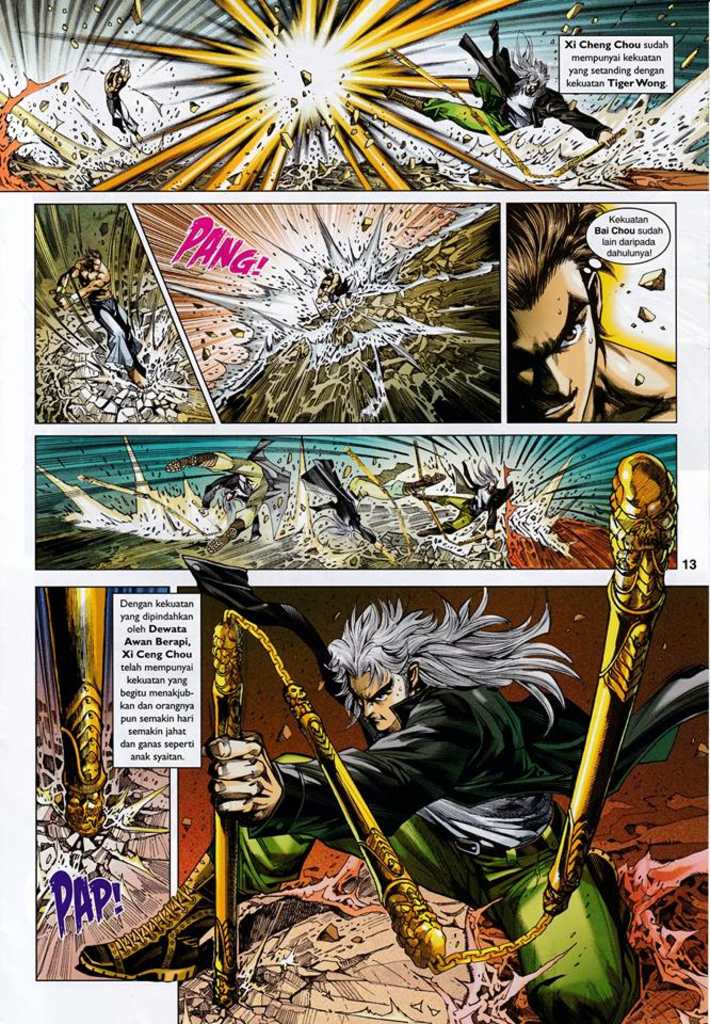 Xi Cheng Chou sudah
mempunyai kekuatan
yang setanding dengan
kekuatan Tiger Wong.
PANG!
Kekuatan
Bai Chou sudah
lain daripada
dahulunya!
13
Dengan kekuatan
yang dipindahkan
oleh Dewata
Awan Berapi,
Xi Ceng Chou
telah mempunyai
kekuatan yang
begitu menakjub-
kan dan orangnya
pun semakin hari
semakin dahat
dan ganas seperti
anak syaitan.
PAP!